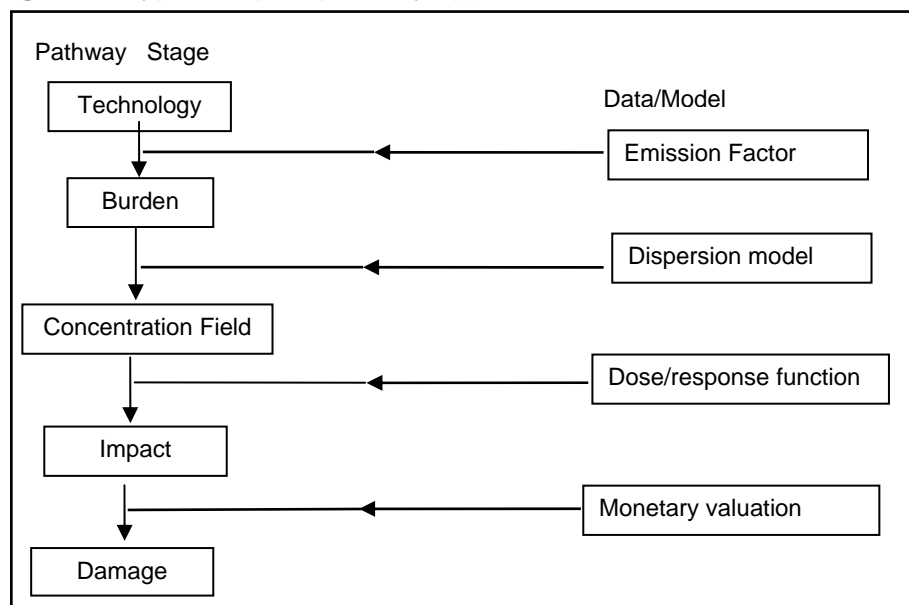 Pathway Stage
Technology
Data/Model
Emission Factor
Burden
Dispersion model
Concentration Field
Dose/response function
Impact
Monetary valuation
Damage